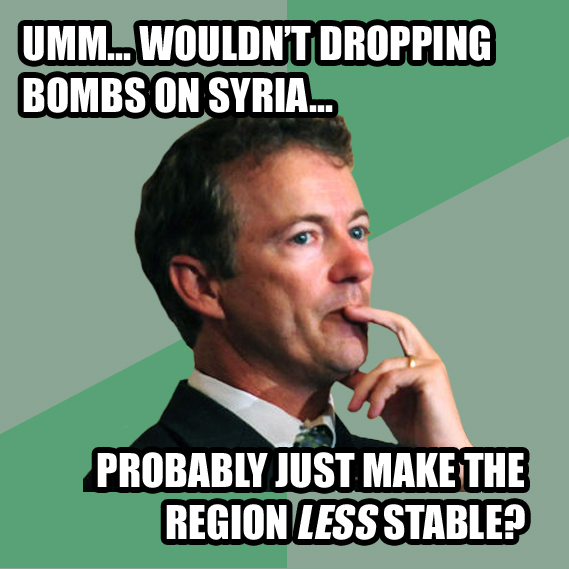 UMM... WOULDN'T DROPPING
BOMBS ON SYRIA...
PROBABLY JUST MAKE THE
REGION LESS STABLE?